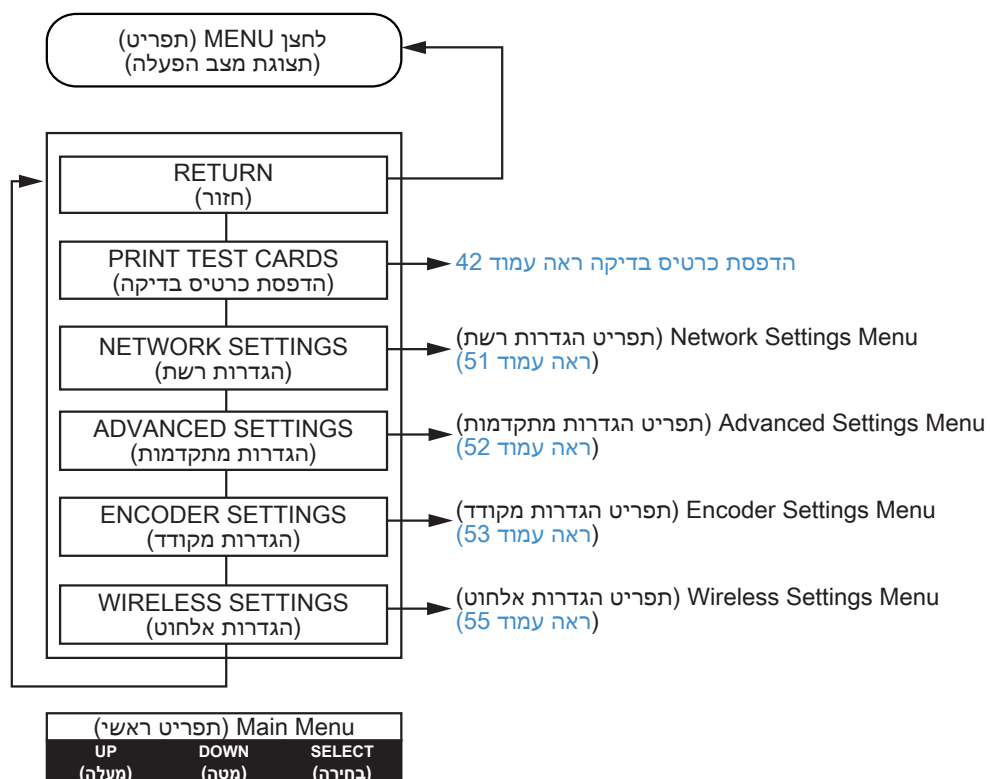 לחצן MENU (תפריט)
(תצוגת מצב הפעלה)
RETURN
(חזור)
PRINT TEST CARDS
(הדפסת כרטיס בדיקה)
הדפסת כרטיס בדיקה ראה עמוד 42
NETWORK SETTINGS
(הגדרות רשת)
Network Settings Menu (תפריט הגדרות רשת)
(ראה עמוד 51)
ADVANCED SETTINGS
(הגדרות מתקדמות)
Advanced Settings Menu (תפריט הגדרות מתקדמות)
(ראה עמוד 52)
ENCODER SETTINGS
(הגדרות מקודד)
Encoder Settings Menu (תפריט הגדרות מקודד)
(ראה עמוד 53)
WIRELESS SETTINGS
(הגדרות אלחוט)
Wireless Settings Menu (תפריט הגדרות אלחוט)
(ראה עמוד 55)
Main Menu (תפריט ראשי)
UP DOWN SELECT
(מעלה) (מטה) (בחירה)